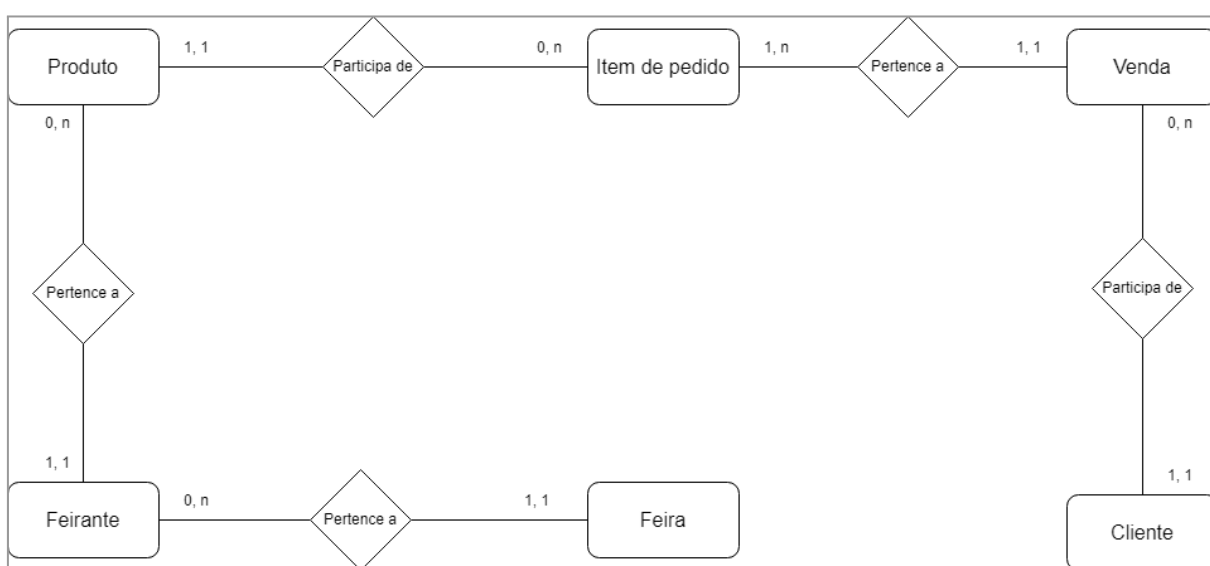 Produto
1, 1
Participa de
0, n
Item de pedido
1, n
Pertence a
1, 1
Venda
0, n
0, n
Pertence a
Participa de
1, 1
1, 1
Feirante
0, n
Pertence a
1, 1
Feira
Cliente